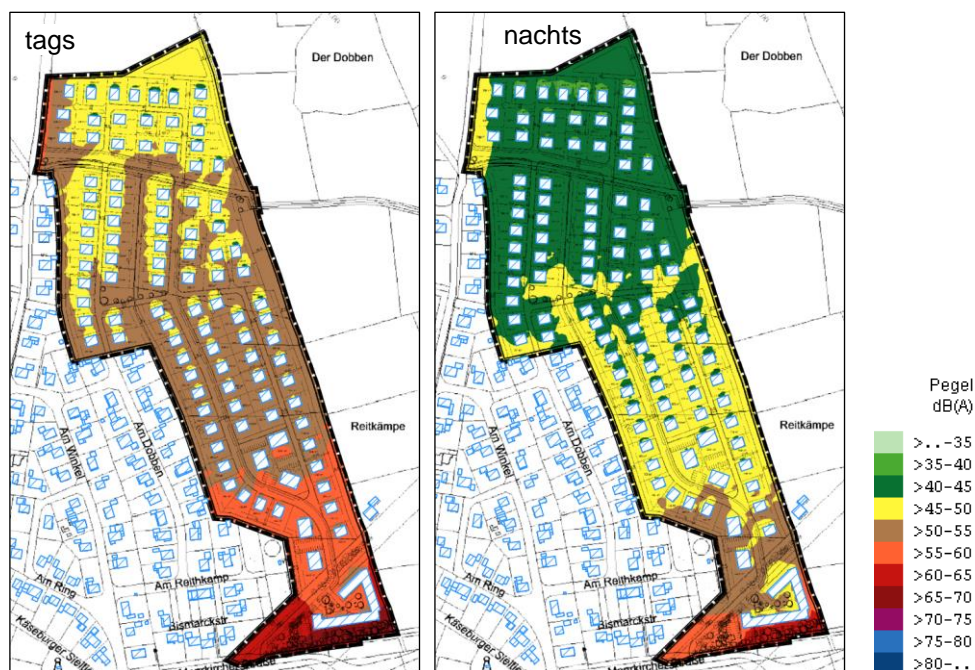 tags
Der Dobben
Reitkämpe
Am Winkel
Am Dobben
Am Reithkamp
Am Ring
Bismarckstr
nachts
Der Dobben
Reitkämpe
Am Winkel
Am Dobben
Am Reithkamp
Am Ring
Bismarckstr
Pegel
dB(A)
>..-35
>35-40
>40-45
>45-50
>50-55
>55-60
>60-65
>65-70
>70-75
>75-80
>80-..